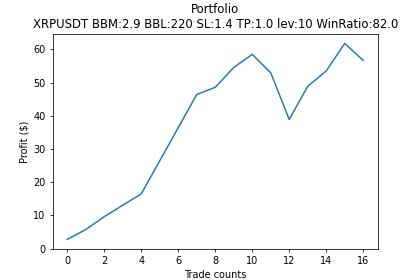 Portfolio
XRPUSDT BBM:2.9 BBL:220 SL:1.4 TP:1.0 lev:10 WinRatio:82.0
60
50
40
30
20
10
0
Profit ($)
0 2 4 6 8 10 12 14 16
Trade counts